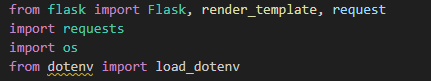 from flask import Flask, render_template, request
import requests
import os
from dotenv import load_dotenv